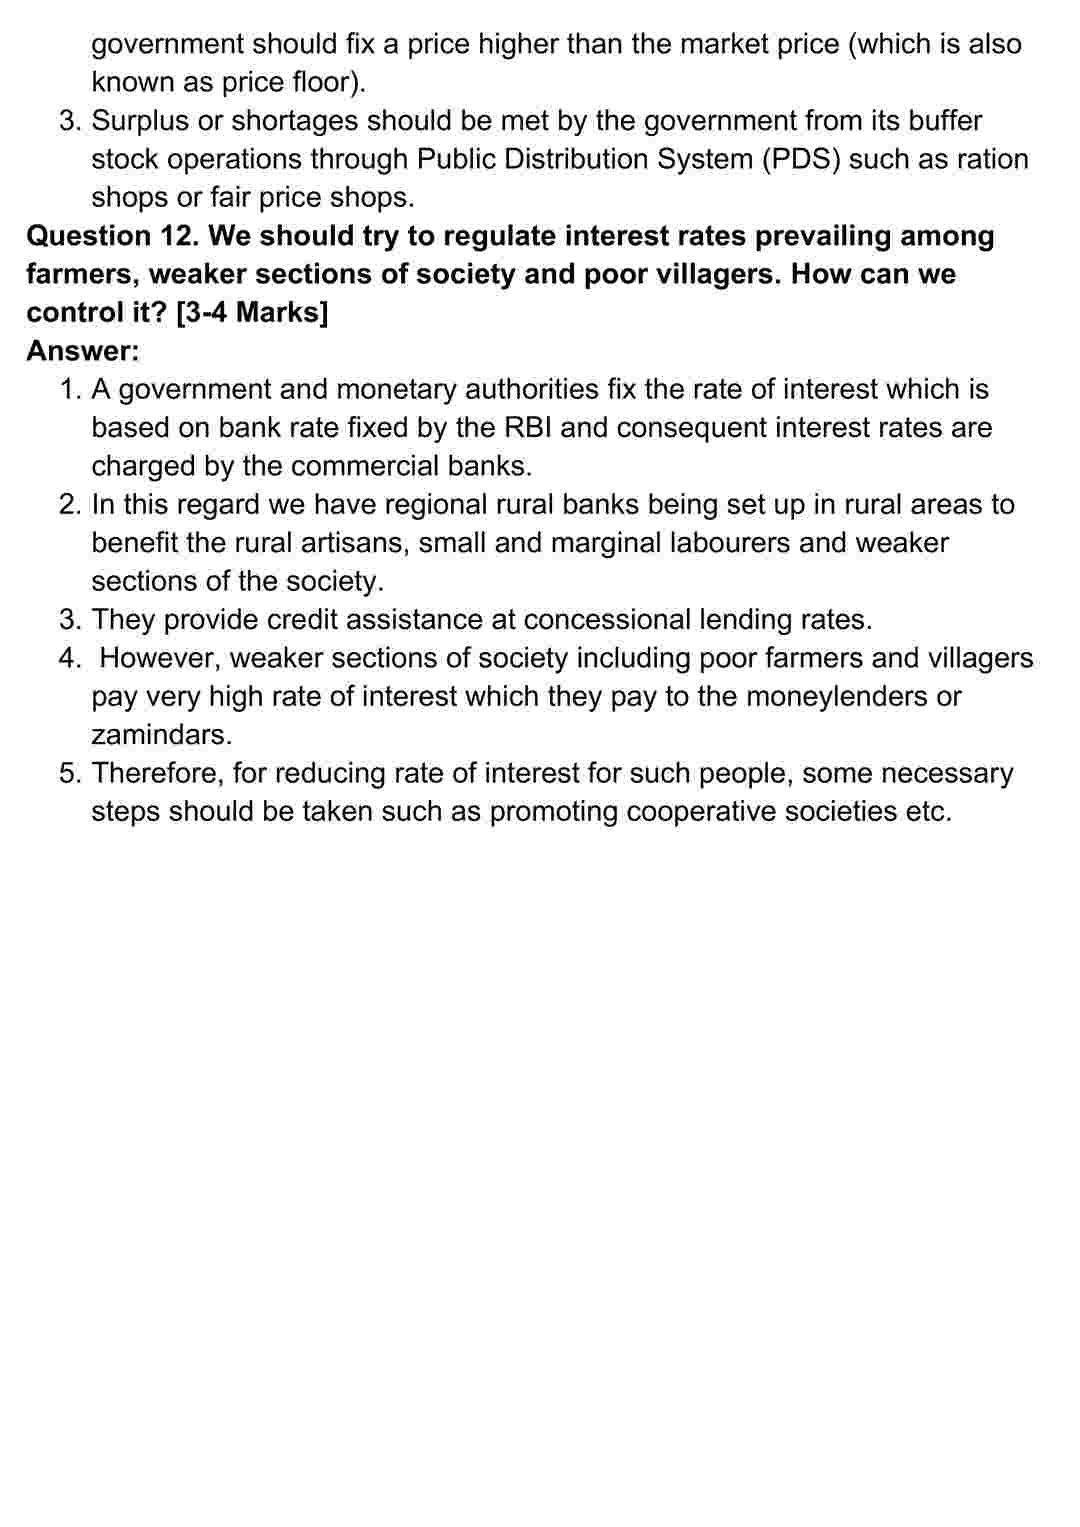 government should fix a price higher than the market price (which is also
known as price floor).
3. Surplus or shortages should be met by the government from its buffer
stock operations through Public Distribution System (PDS) such as ration
shops or fair price shops.
Question 12. We should try to regulate interest rates prevailing among
farmers, weaker sections of society and poor villagers. How can we
control it? [3-4 Marks]
Answer:
1. A government and monetary authorities fix the rate of interest which is
based on bank rate fixed by the RBI and consequent interest rates are
charged by the commercial banks.
2. In this regard we have regional rural banks being set up in rural areas to
benefit the rural artisans, small and marginal labourers and weaker
sections of the society.
3. They provide credit assistance at concessional lending rates.
4. However, weaker sections of society including poor farmers and villagers
pay very high rate of interest which they pay to the moneylenders or
zamindars.
5. Therefore, for reducing rate of interest for such people, some necessary
steps should be taken such as promoting cooperative societies etc.